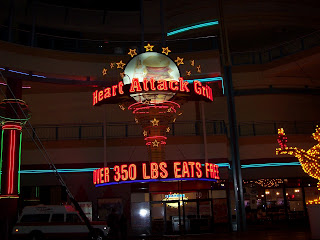 Heart Attack Grill
OVER 350 LBS EATS FREE